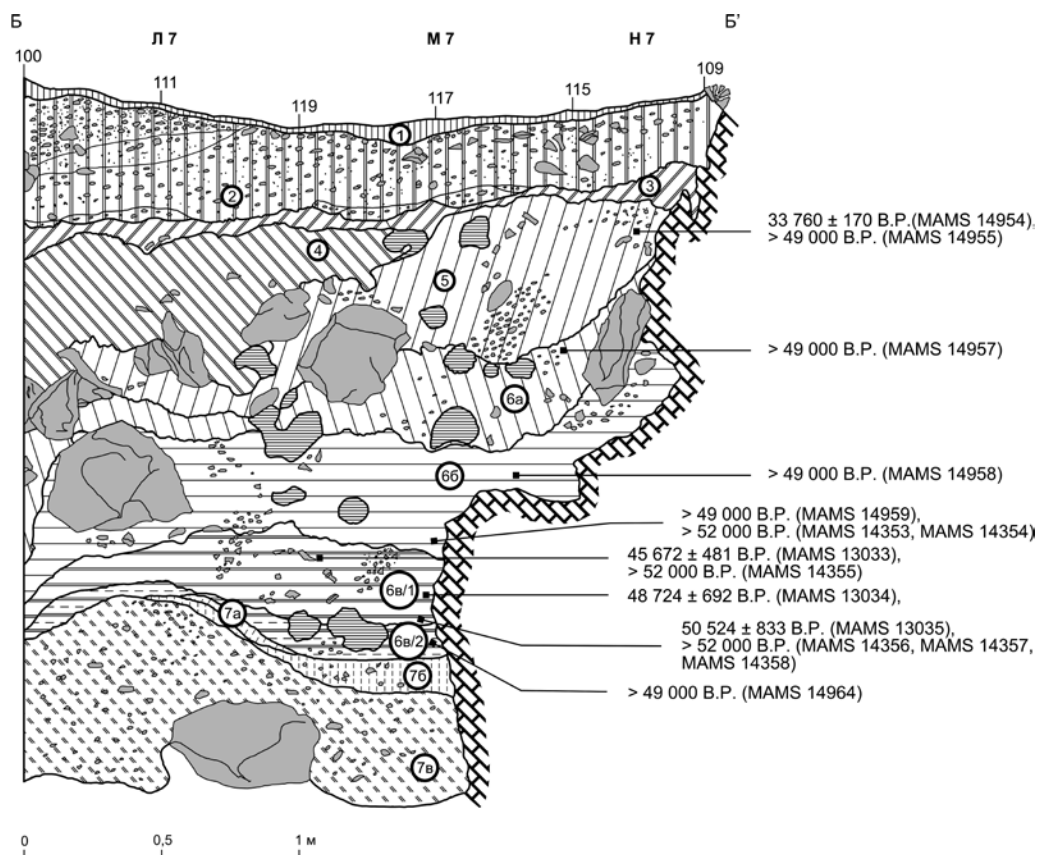 Б Б'
Л 7 М 7 Н 7
100 109
111 115
119 117
1
3
2
33 760 ± 170 B.P.(MAMS 14954),
> 49 000 B.P. (MAMS 14955)
4
5
> 49 000 B.P. (MAMS 14957)
6а
6б
> 49 000 B.P. (MAMS 14958)
> 49 000 B.P. (MAMS 14959),
> 52 000 B.P. (MAMS 14353, MAMS 14354)
45 672 ± 481 B.P. (MAMS 13033),
> 52 000 B.P. (MAMS 14355)
6в/1
48 724 ± 692 B.P. (MAMS 13034),
7а
6в/2
50 524 ± 833 B.P. (MAMS 13035),
> 52 000 B.P. (MAMS 14356, MAMS 14357,
MAMS 14358)
7б
> 49 000 B.P. (MAMS 14964)
7в
0 0,5 1 м